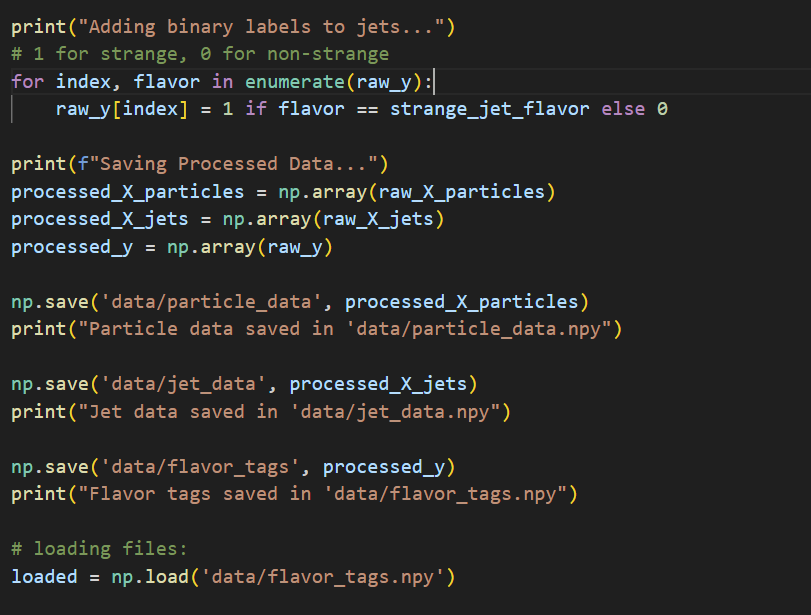 print("Adding binary labels to jets...")
# 1 for strange, 0 for non-strange
for index, flavor in enumerate(raw_y):
    raw_y[index] = 1 if flavor == strange_jet_flavor else 0
print(f"Saving Processed Data...")
processed_X_particles = np.array(raw_X_particles)
processed_X_jets = np.array(raw_X_jets)
processed_y = np.array(raw_y)
np.save('data/particle_data', processed_X_particles)
print("Particle data saved in 'data/particle_data.npy")
np.save('data/jet_data', processed_X_jets)
print("Jet data saved in 'data/jet_data.npy")
np.save('data/flavor_tags', processed_y)
print("Flavor tags saved in 'data/flavor_tags.npy")
# loading files:
loaded = np.load('data/flavor_tags.npy')